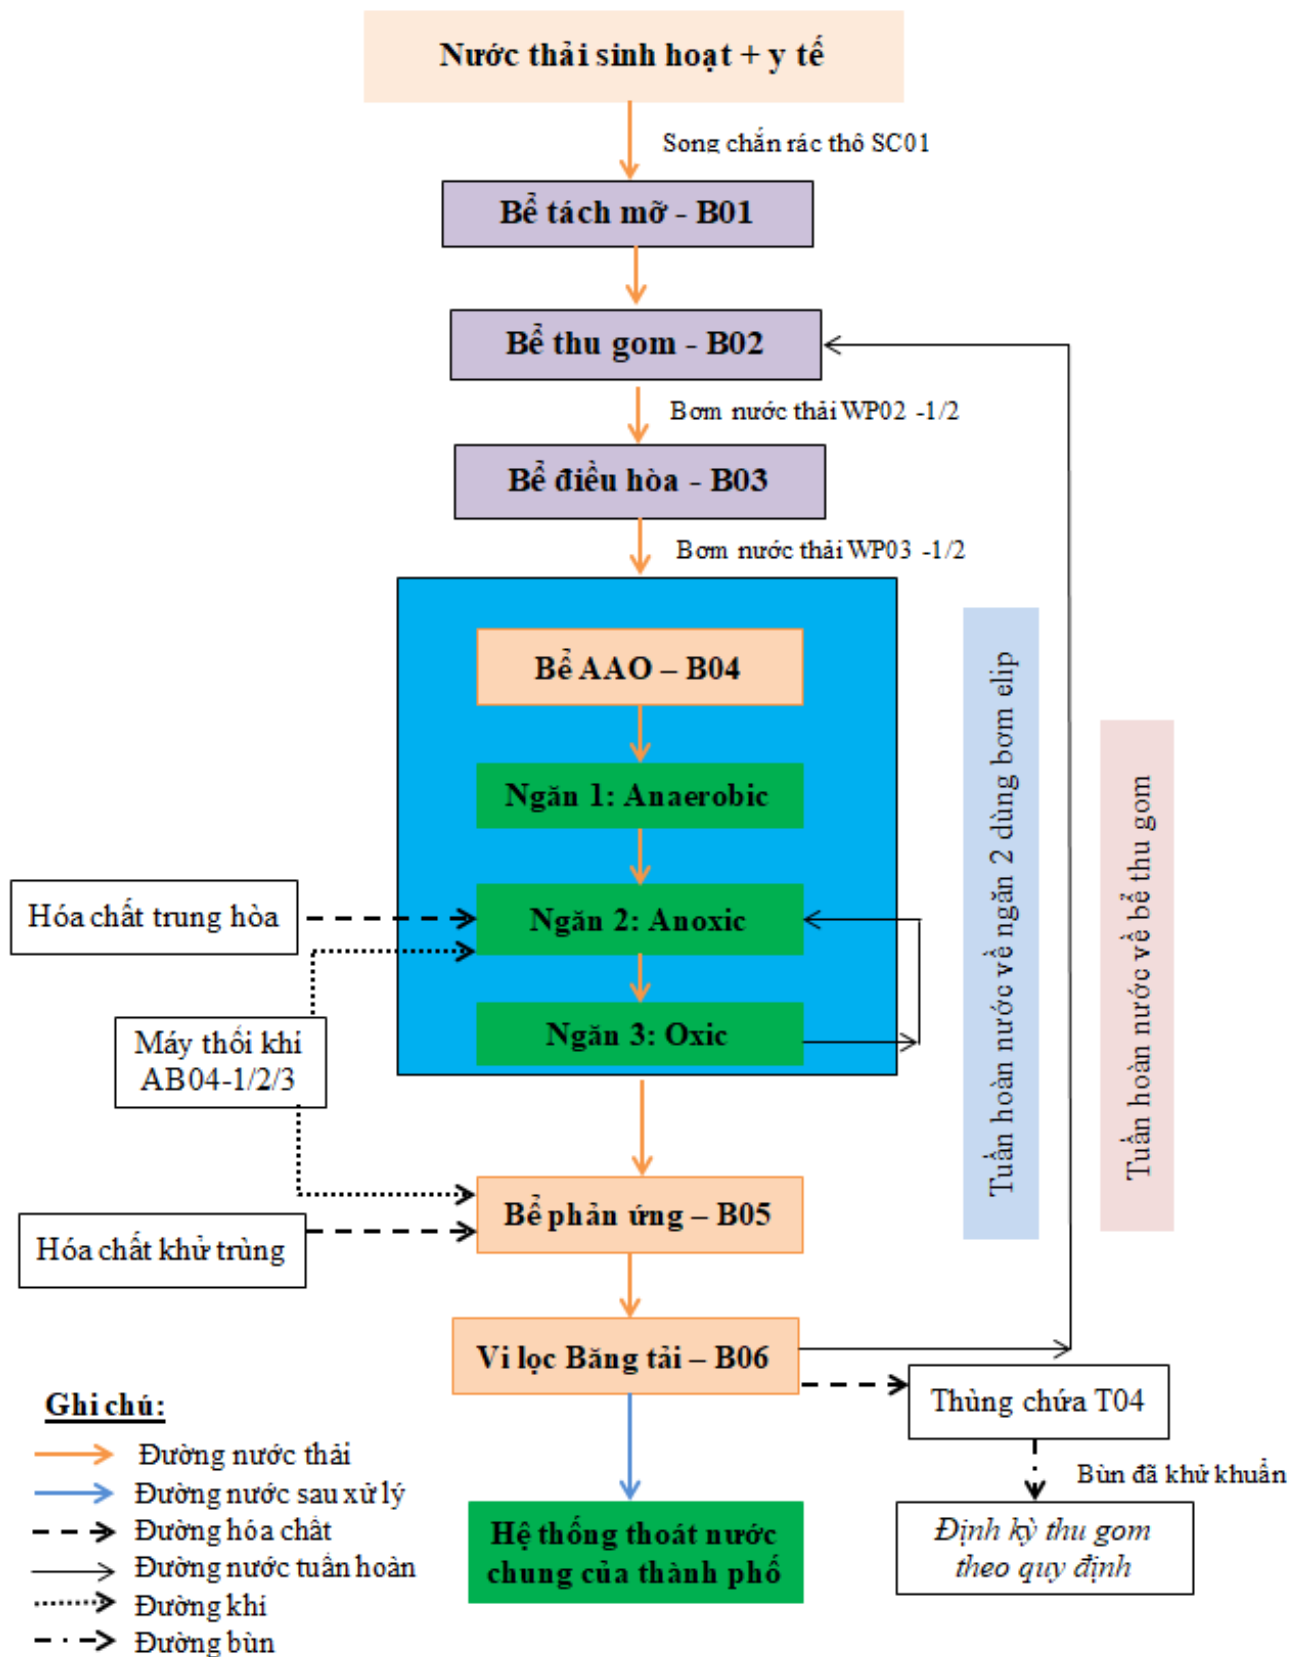 Nước thải sinh hoạt + y tế
Song chắn rác thô SC01
Bể tách mỡ - B01
Bể thu gom - B02
Bơm nước thải WP02 -1/2
Bể điều hòa - B03
Bơm nước thải WP03 -1/2
Bể AAO – B04
Ngăn 1: Anaerobic
Hóa chất trung hòa
Ngăn 2: Anoxic
Ngăn 3: Oxic
Máy thổi khí
AB04-1/2/3
Tuần hoàn nước về ngăn 2 dùng bơm elip
Tuần hoàn nước về bể thu gom
Bể phản ứng – B05
Hóa chất khử trùng
Vi lọc Băng tải – B06
Thùng chứa T04
Bùn đã khử khuẩn
Định kỳ thu gom
theo quy định
Hệ thống thoát nước
chung của thành phố
Ghi chú:
Đường nước thải
Đường nước sau xử lý
Đường hóa chất
Đường nước tuần hoàn
Đường khí
Đường bùn